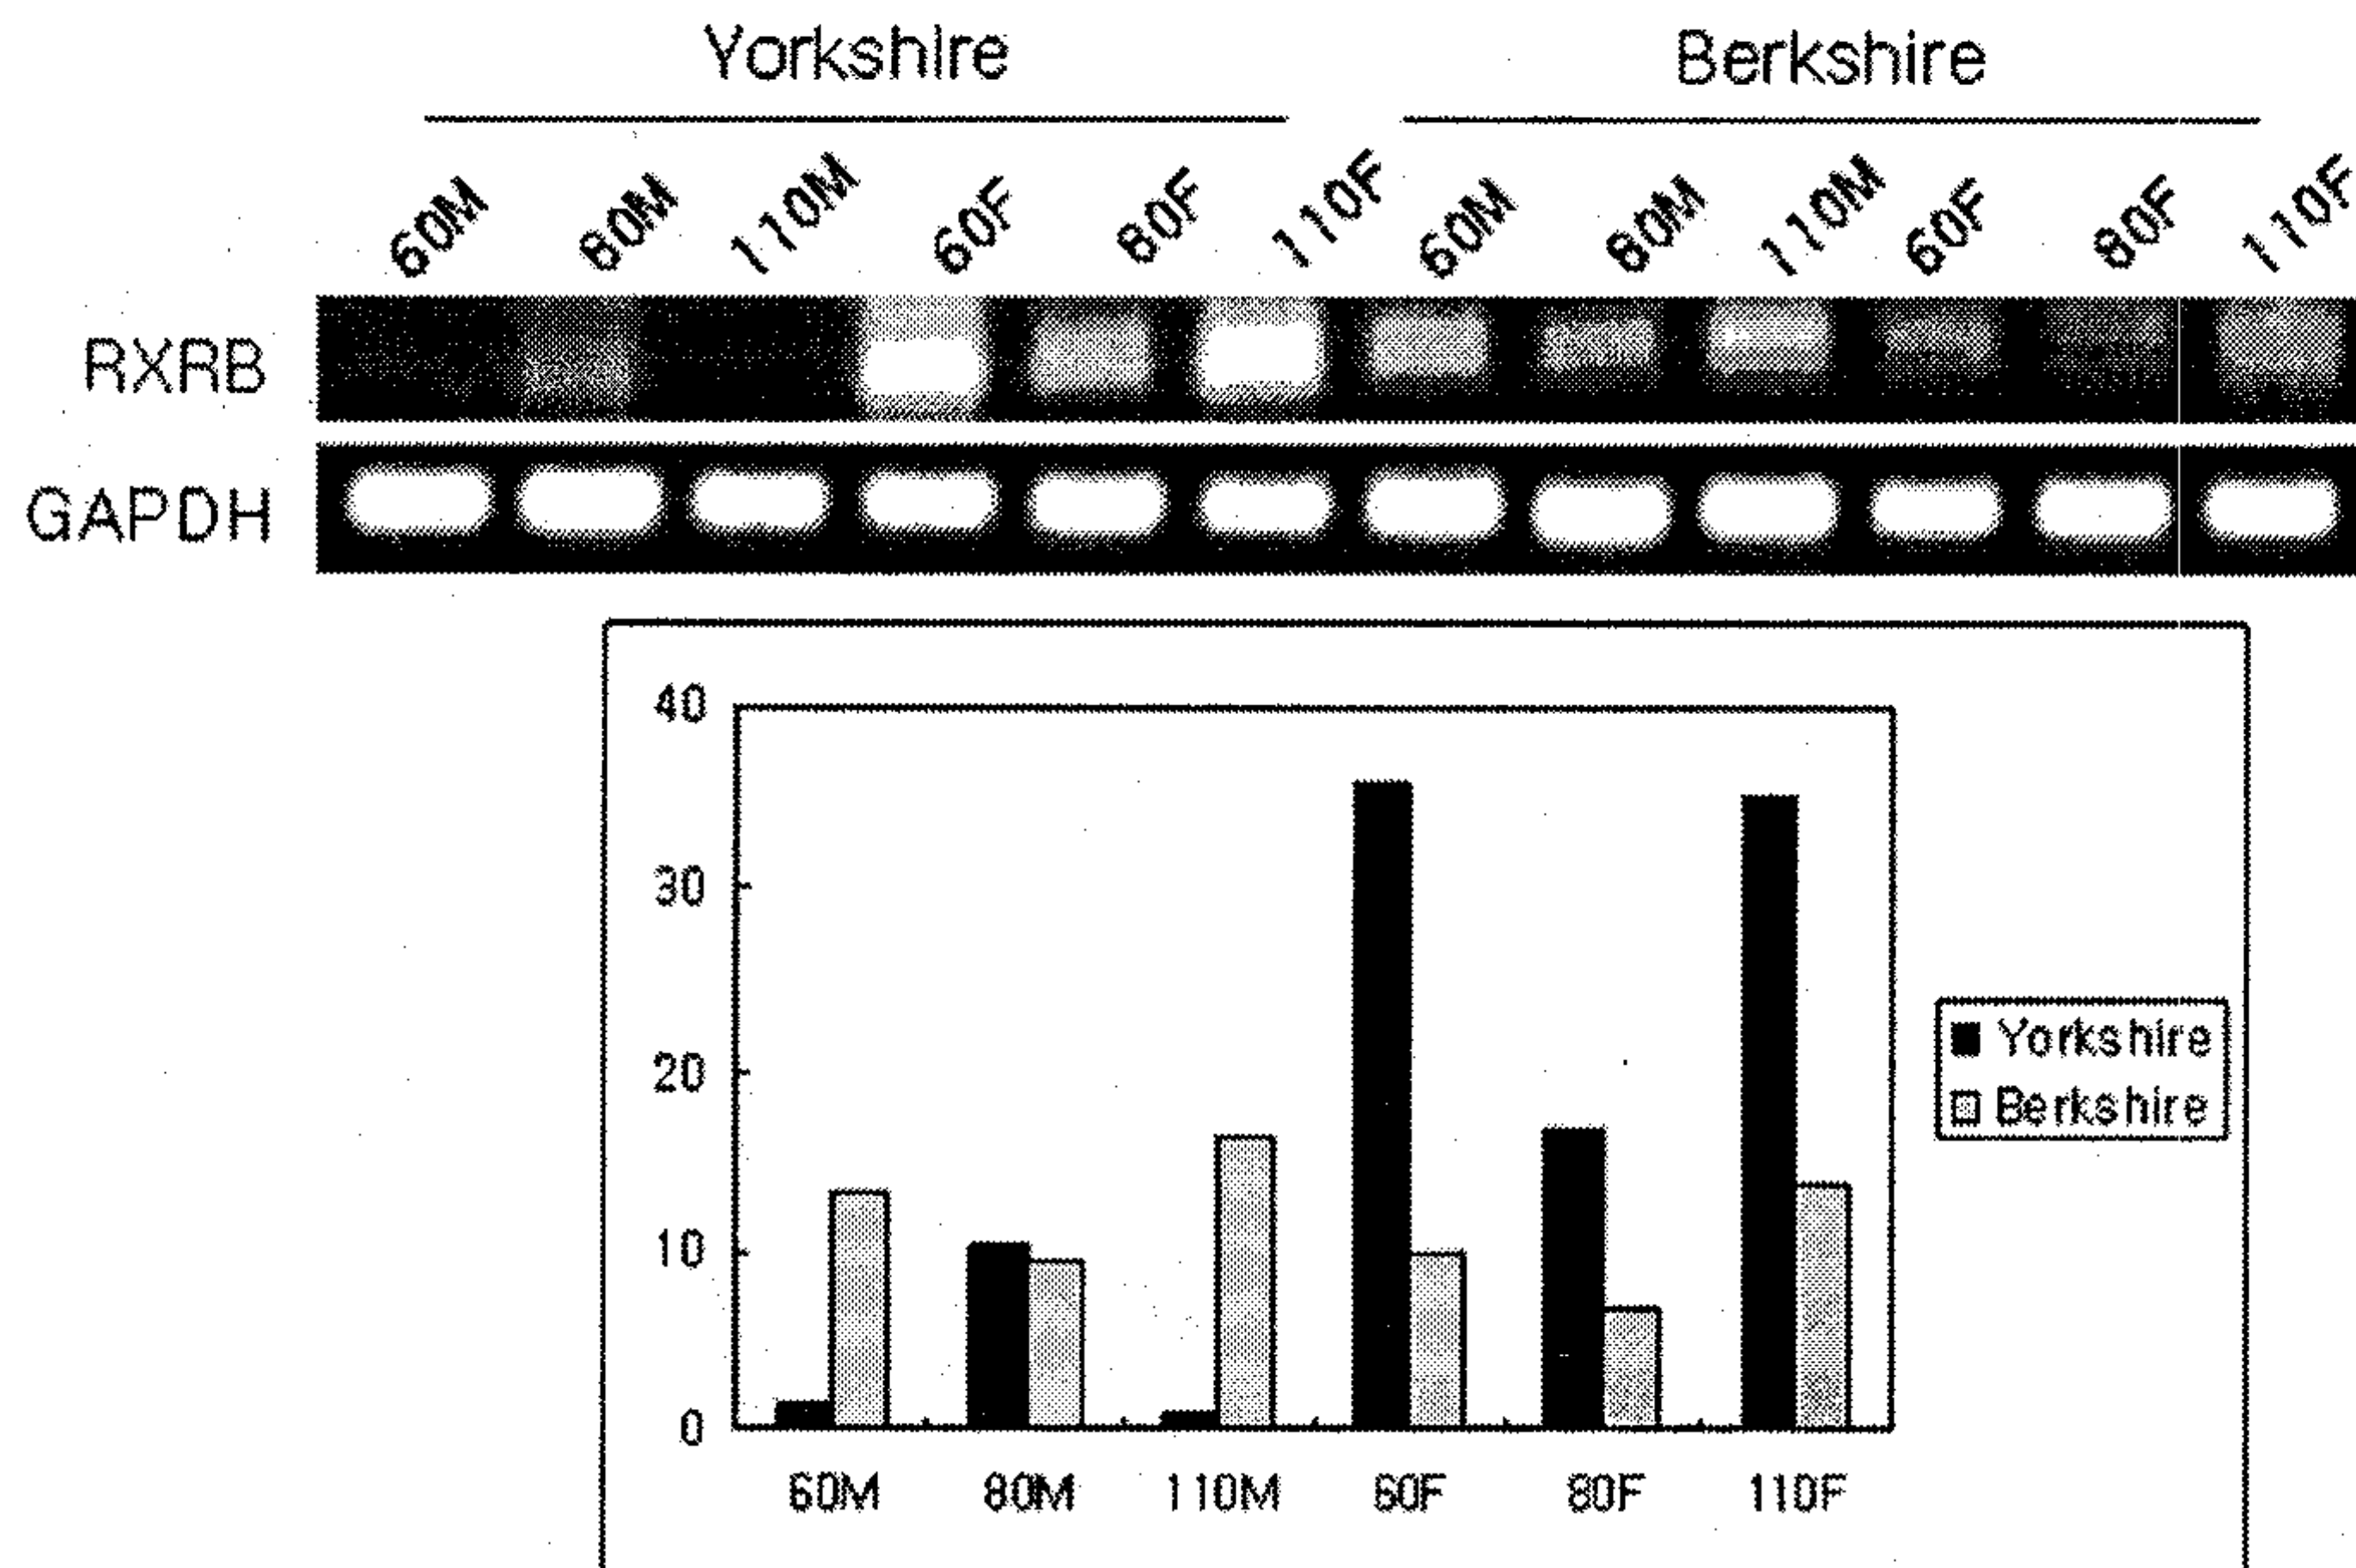 Yorkshire Berkshire
60M 80M 110M 60F 80F 110F 60M 80M 110M 60F 80F 110F
RXRB
GAPDH
40
30
20
10
0
Yorkshire
Berkshire
60M 80M 110M 60F 80F 110F